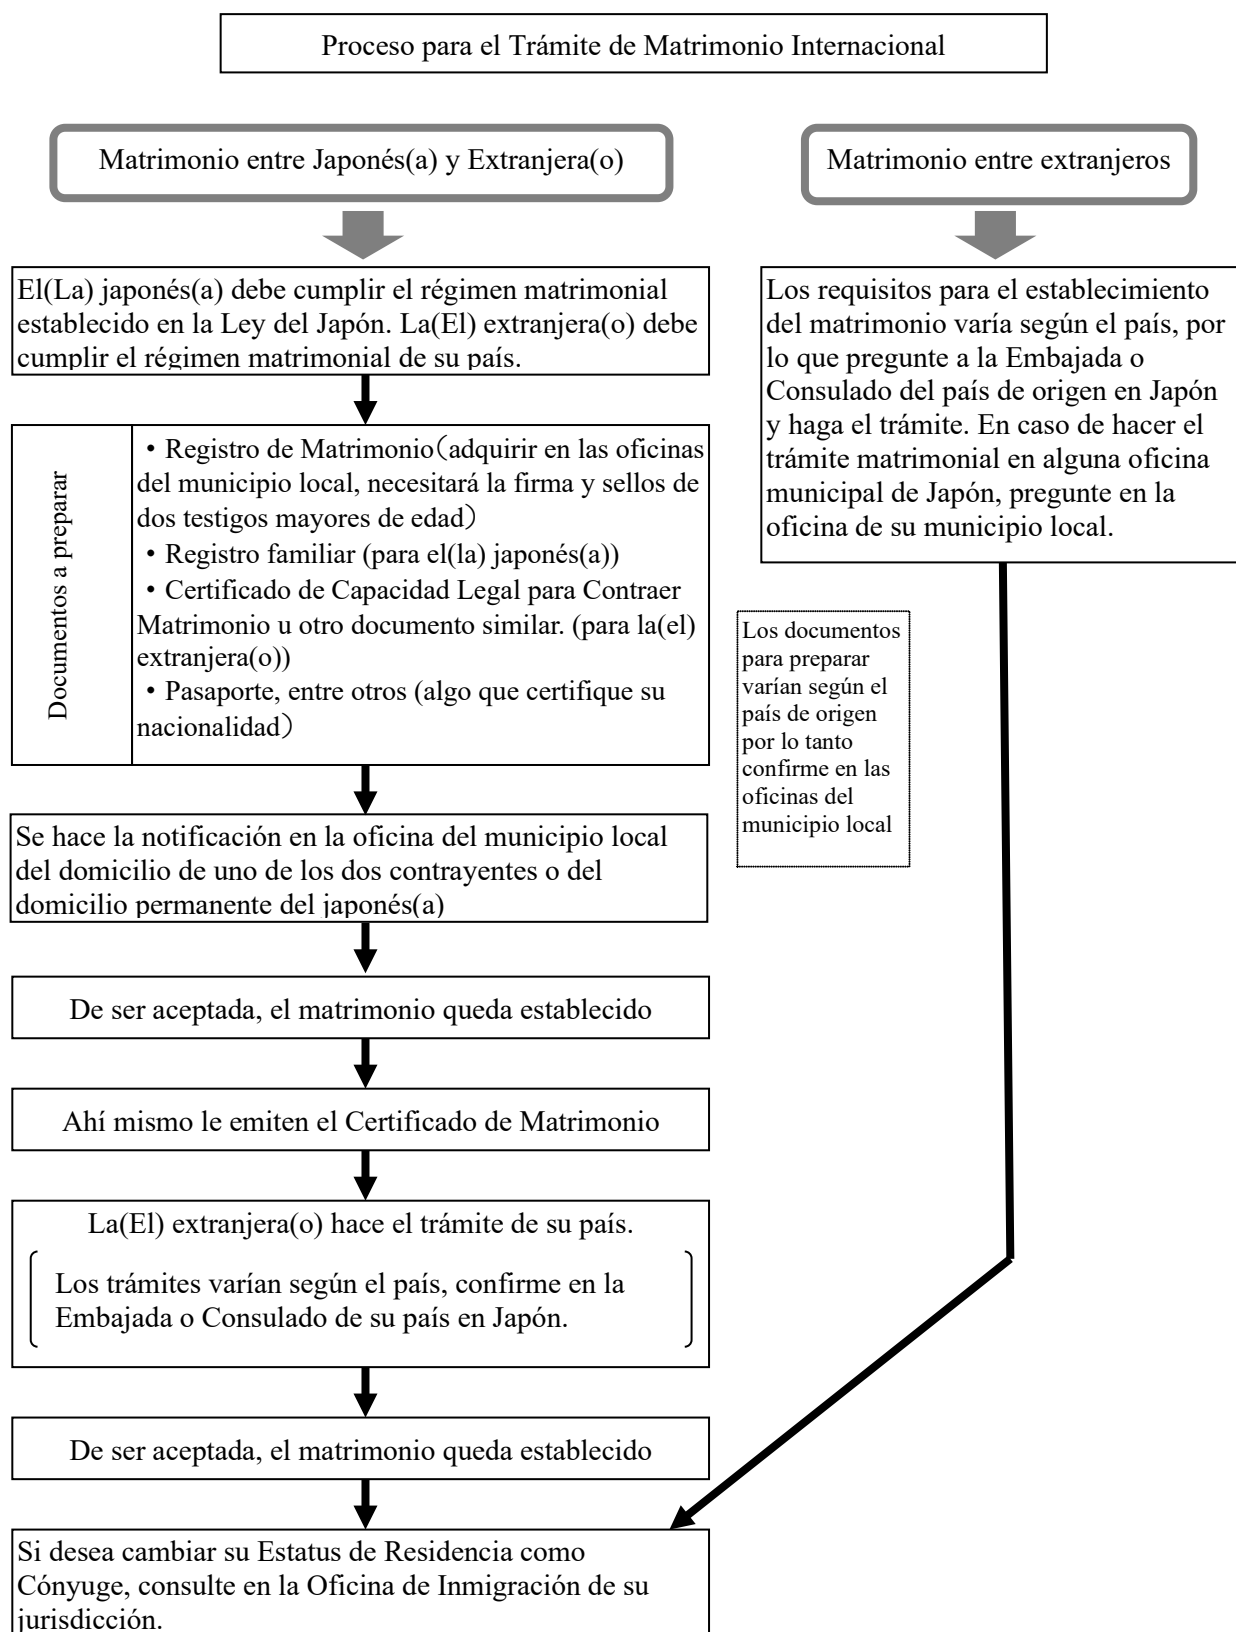 Proceso para el Trámite de Matrimonio Internacional
Matrimonio entre Japonés(a) y Extranjera(o)
Matrimonio entre extranjeros
El(La) japonés(a) debe cumplir el régimen matrimonial
establecido en la Ley del Japón. La(El) extranjera(o) debe
cumplir el régimen matrimonial de su país.
Los requisitos para el establecimiento
del matrimonio varía según el país, por
lo que pregunte a la Embajada o
Consulado del país de origen en Japón
y haga el trámite. En caso de hacer el
trámite matrimonial en alguna oficina
municipal de Japón, pregunte en la
oficina de su municipio local.
Documentos a preparar
・Registro de Matrimonio（adquirir en las oficinas
del municipio local, necesitará la firma y sellos de
dos testigos mayores de edad）
・Registro familiar (para el(la) japonés(a))
・Certificado de Capacidad Legal para Contraer
Matrimonio u otro documento similar. (para la(el)
extranjera(o))
・Pasaporte, entre otros (algo que certifique su
nacionalidad）
Los documentos
para preparar
varían según el
país de origen
por lo tanto
confirme en las
oficinas del
municipio local
Se hace la notificación en la oficina del municipio local
del domicilio de uno de los dos contrayentes o del
domicilio permanente del japonés(a)
De ser aceptada, el matrimonio queda establecido
Ahí mismo le emiten el Certificado de Matrimonio
La(El) extranjera(o) hace el trámite de su país.
Los trámites varían según el país, confirme en la
Embajada o Consulado de su país en Japón.
De ser aceptada, el matrimonio queda establecido
Si desea cambiar su Estatus de Residencia como
Cónyuge, consulte en la Oficina de Inmigración de su
jurisdicción.